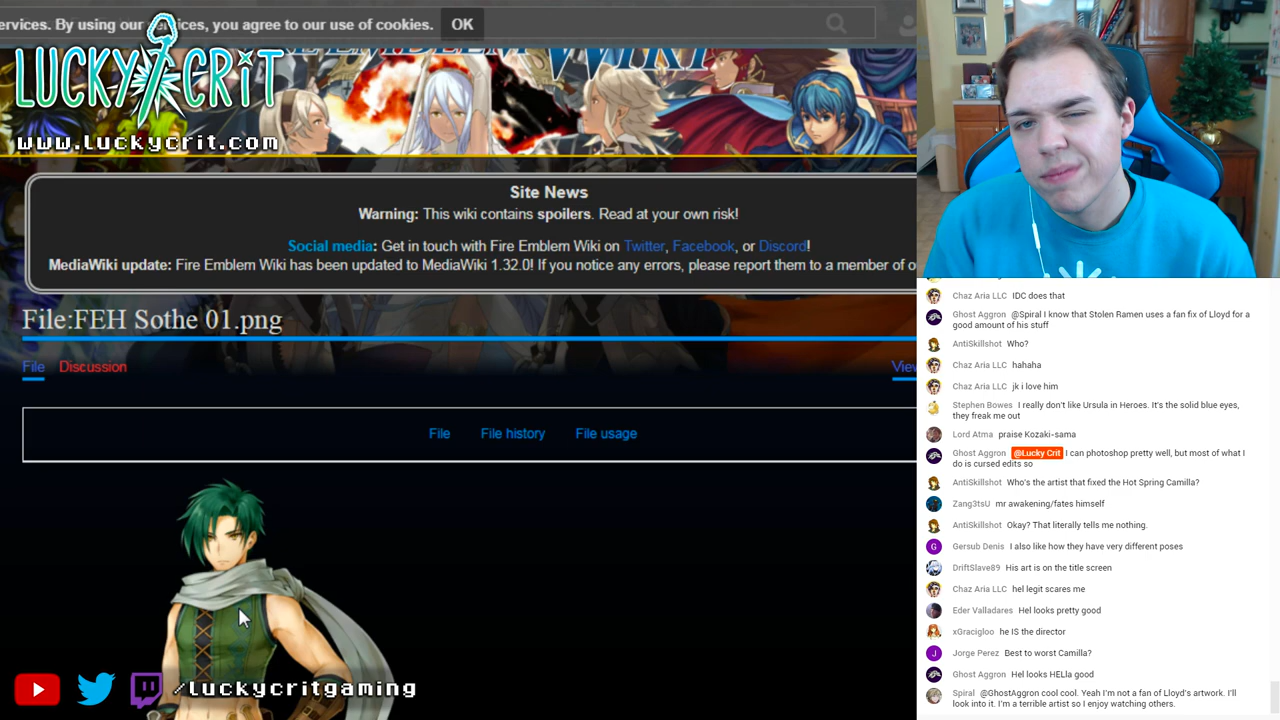 ervices. By using our services, you agree to our use of cookies.
OK
LUCKY CRIT
www.luckycrit.com
WIKI
Site News
Warning: This wiki contains spoilers. Read at your own risk!
Social media: Get in touch with Fire Emblem Wiki on Twitter, Facebook, or Discord!
MediaWiki update: Fire Emblem Wiki has been updated to MediaWiki 1.32.0! If you notice any errors, please report them to a member of o
File:FEH Sothe 01.png
File Discussion
View
File File history File usage
/luckycritgaming
Chaz Aria LLC IDC does that
Ghost Aggron @Spiral I know that Stolen Ramen uses a fan fix of Lloyd for a
good amount of his stuff
AntiSkillshot Who?
Chaz Aria LLC hahaha
Chaz Aria LLC jk i love him
Stephen Bowes I really don't like Ursula in Heroes. It's the solid blue eyes,
they freak me out
Lord Atma praise Kozaki-sama
Ghost Aggron @Lucky Crit I can photoshop pretty well, but most of what I
do is cursed edits so
AntiSkillshot Who's the artist that fixed the Hot Spring Camilla?
Zang3tsU mr awakening/fates himself
AntiSkillshot Okay? That literally tells me nothing.
G
Gersub Denis I also like how they have very different poses
DriftSlave89 His art is on the title screen
Chaz Aria LLC hel legit scares me
Eder Valladares Hel looks pretty good
xGracigloo he IS the director
J
Jorge Perez Best to worst Camilla?
Ghost Aggron Hel looks HELla good
Spiral @GhostAggron cool cool. Yeah I'm not a fan of Lloyd's artwork. I'll
look into it. I'm a terrible artist so I enjoy watching others.